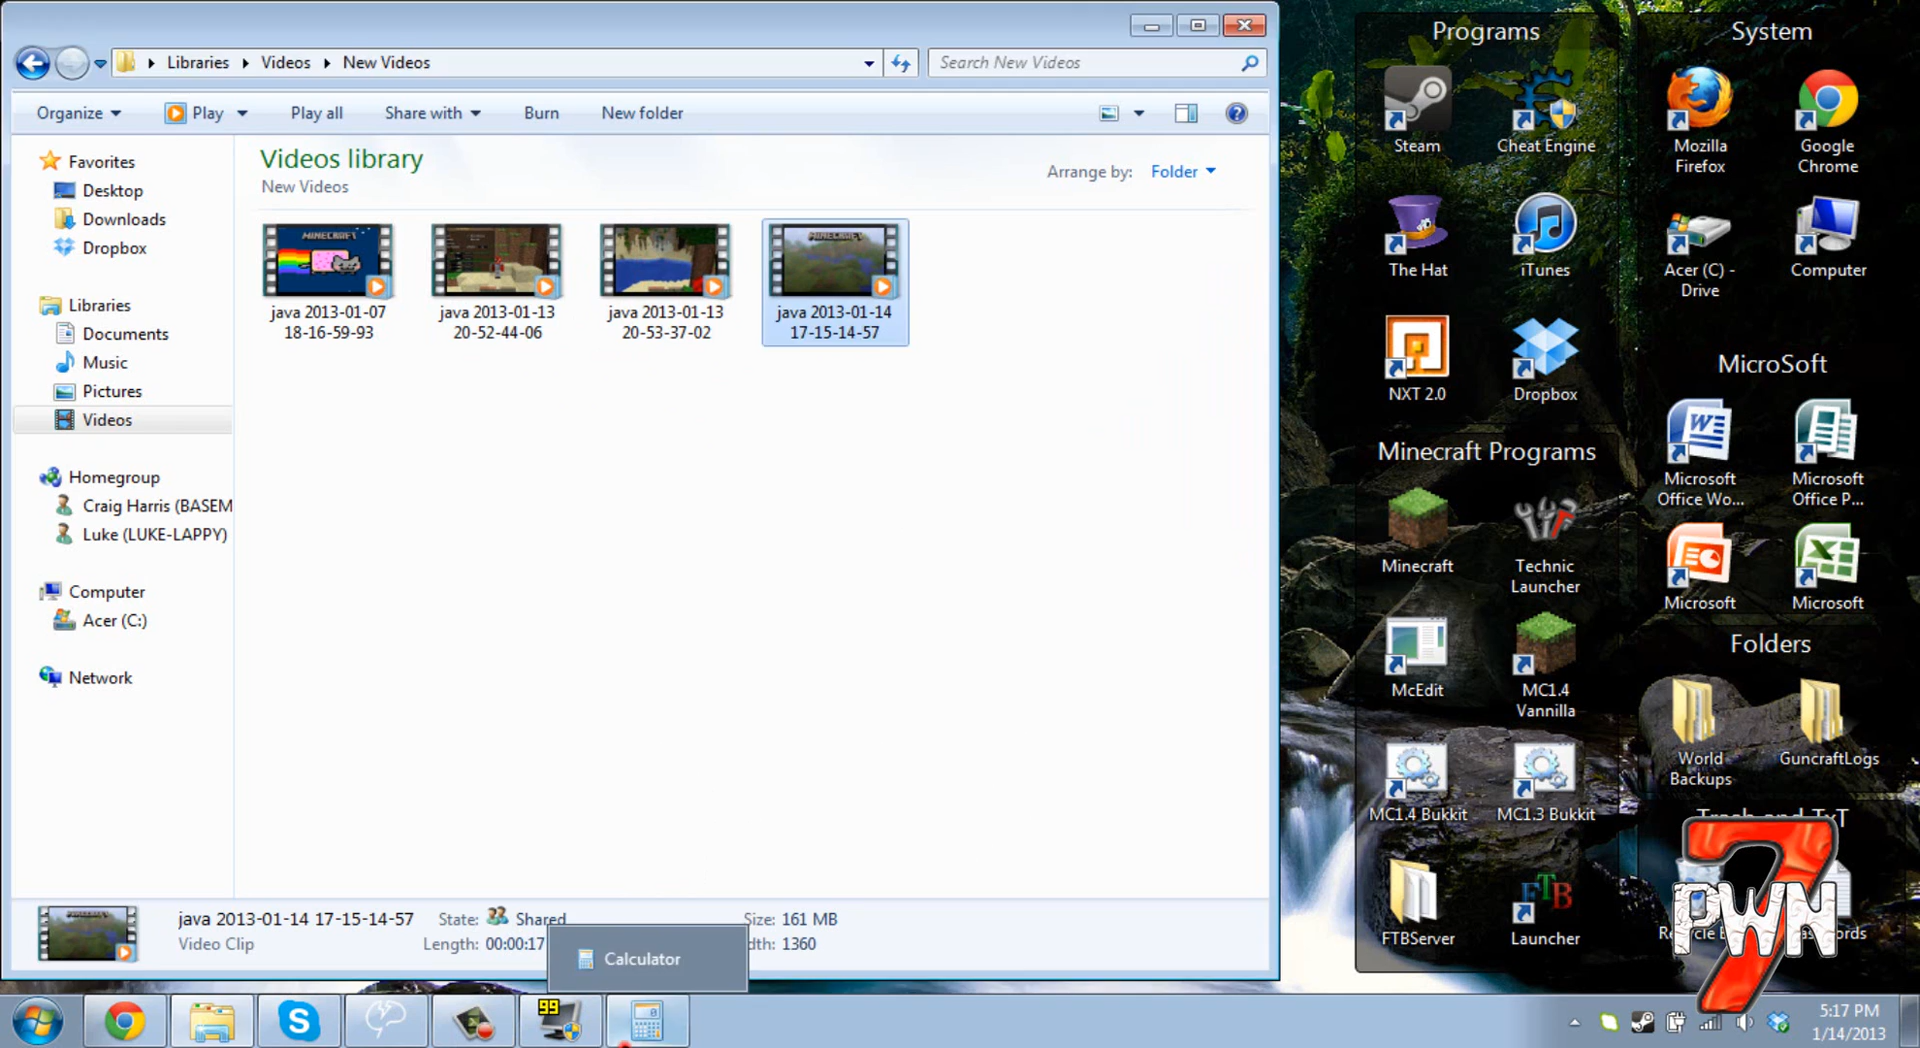 Libraries
Videos
New Videos
Search New Videos
Organize
Play
Play all
Share with
Burn
New folder
Videos library
New Videos
Arrange by:
Folder
Favorites
Desktop
Downloads
Dropbox
Libraries
Documents
Music
Pictures
Videos
Homegroup
Craig Harris (BASEM
Luke (LUKE-LAPPY)
Computer
Acer (C:)
Network
MINECRAFT
java 2013-01-07
18-16-59-93
java 2013-01-13
20-52-44-06
java 2013-01-13
20-53-37-02
MINECRAFT
java 2013-01-14
17-15-14-57
java 2013-01-14 17-15-14-57
State:
Shared
Size: 161 MB
Video Clip
Length: 00:00:17
dth: 1360
Calculator
Programs
Steam
Cheat Engine
The Hat
iTunes
NXT 2.0
Dropbox
Minecraft Programs
Minecraft
Technic
Launcher
McEdit
MC1.4
Vannilla
MC1.4 Bukkit
MC1.3 Bukkit
FTBServer
FTB
Launcher
System
Mozilla
Firefox
Google
Chrome
Acer (C) -
Drive
Computer
MicroSoft
Microsoft
Office Wo...
Microsoft
Office P...
Microsoft
Microsoft
Folders
World
Backups
GuncraftLogs
7
PWN
99
5:17 PM
1/14/2013